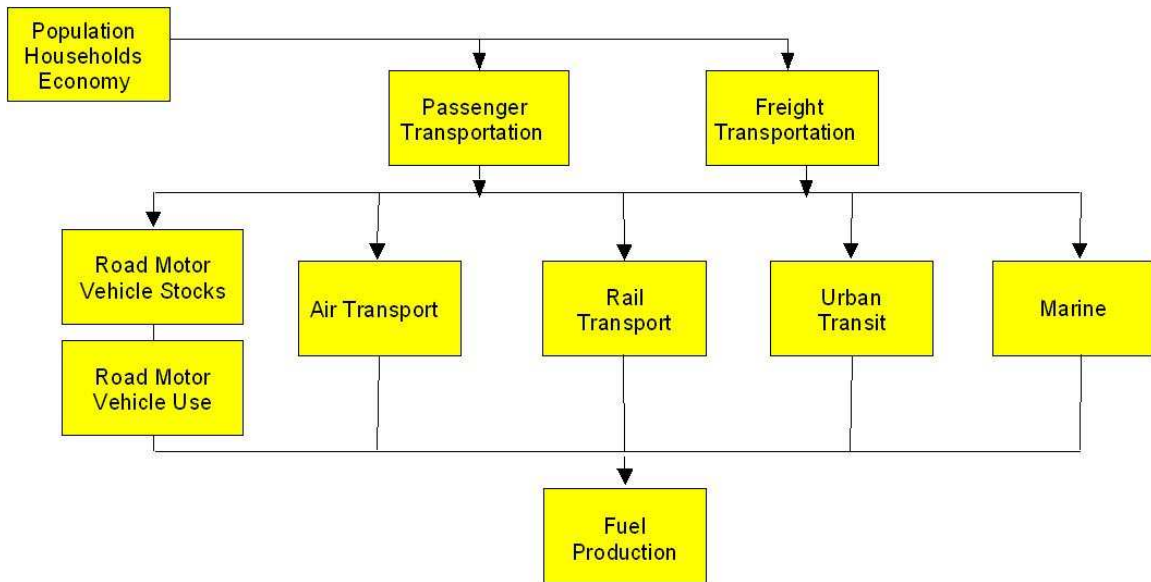 Population
Households
Economy
Passenger
Transportation
Freight
Transportation
Road Motor
Vehicle Stocks
Air Transport
Rail
Transport
Urban
Transit
Marine
Road Motor
Vehicle Use
Fuel
Production